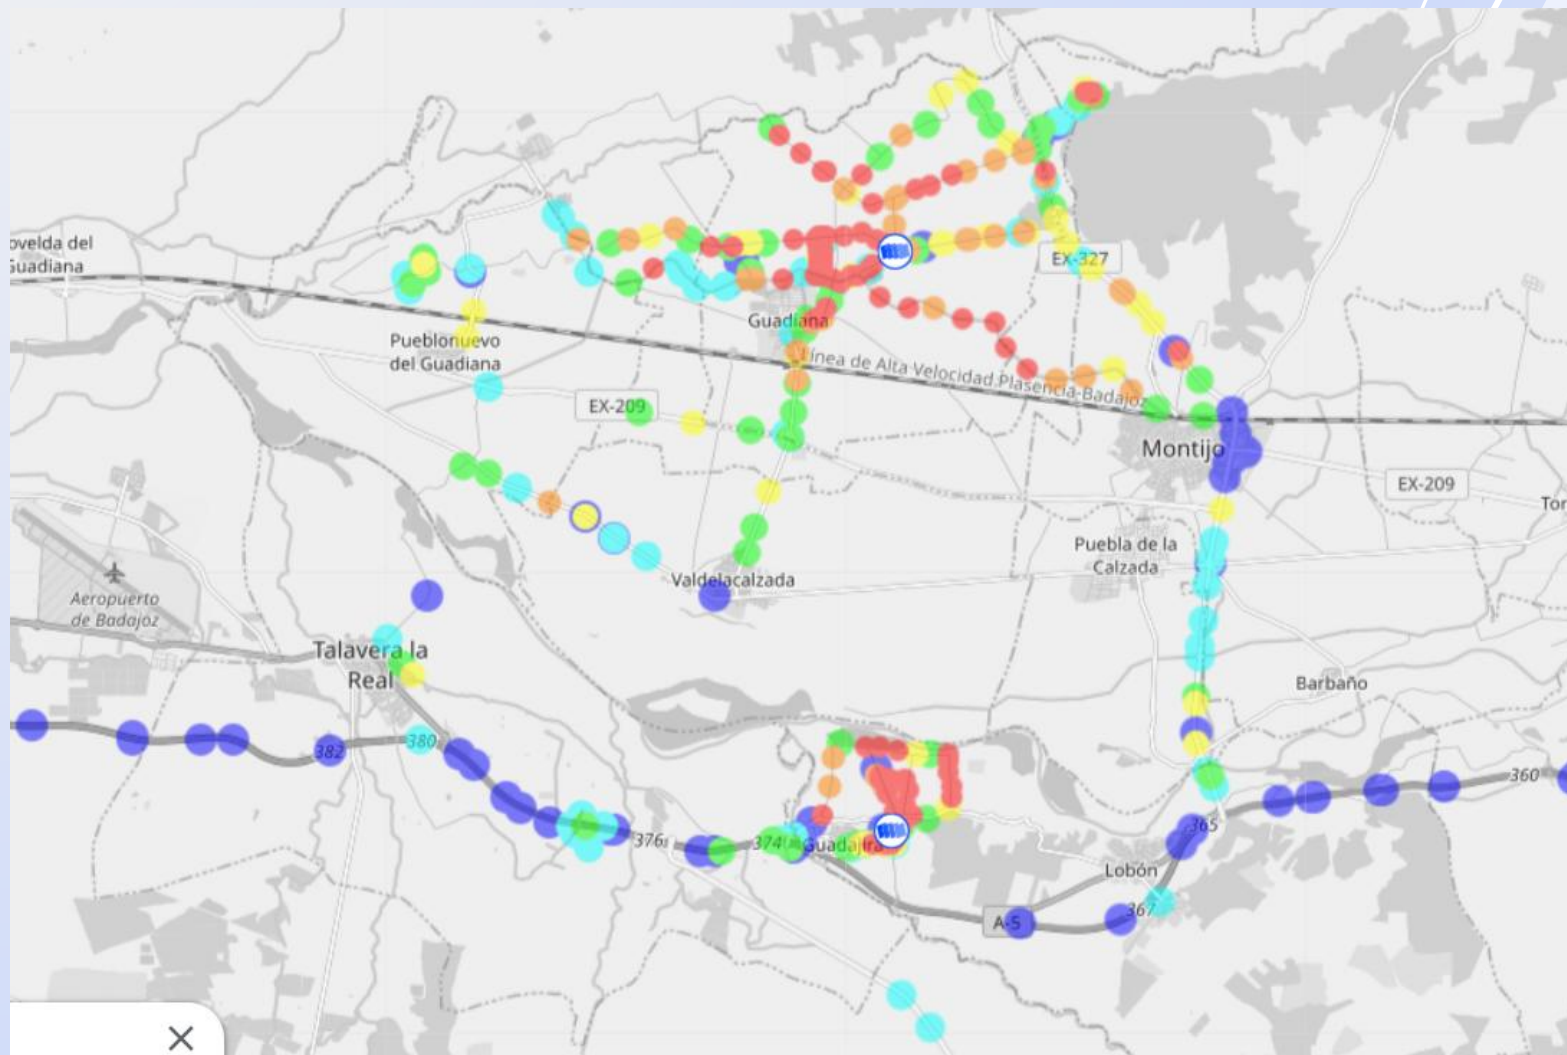 ovelda del
Guadiana
EX-327
Guadiana
Pueblonuevo
del Guadiana
Línea de Alta Velocidad Plasencia-Badajoz
EX-209
Montijo
EX-209
Tor
Puebla de la
Calzada
Valdelacalzada
Aeropuerto
de Badajoz
Talavera la
Real
Barbaño
382
380
376
374
Guadajira
360
365
Lobón
367
A-5